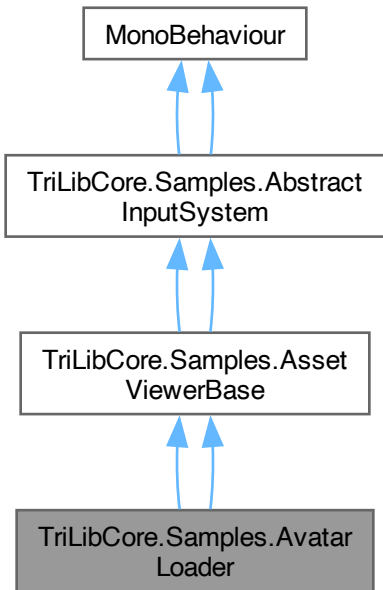 MonoBehaviour
TriLibCore.Samples.Abstract
InputSystem
TriLibCore.Samples.Asset
ViewerBase
TriLibCore.Samples.Avatar
Loader